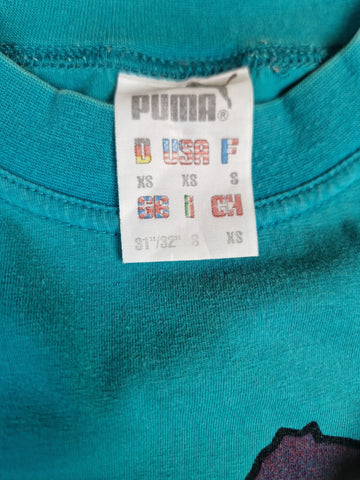 PUMA®
D USA F
XS XS S
GB I CH
31"/32" S XS